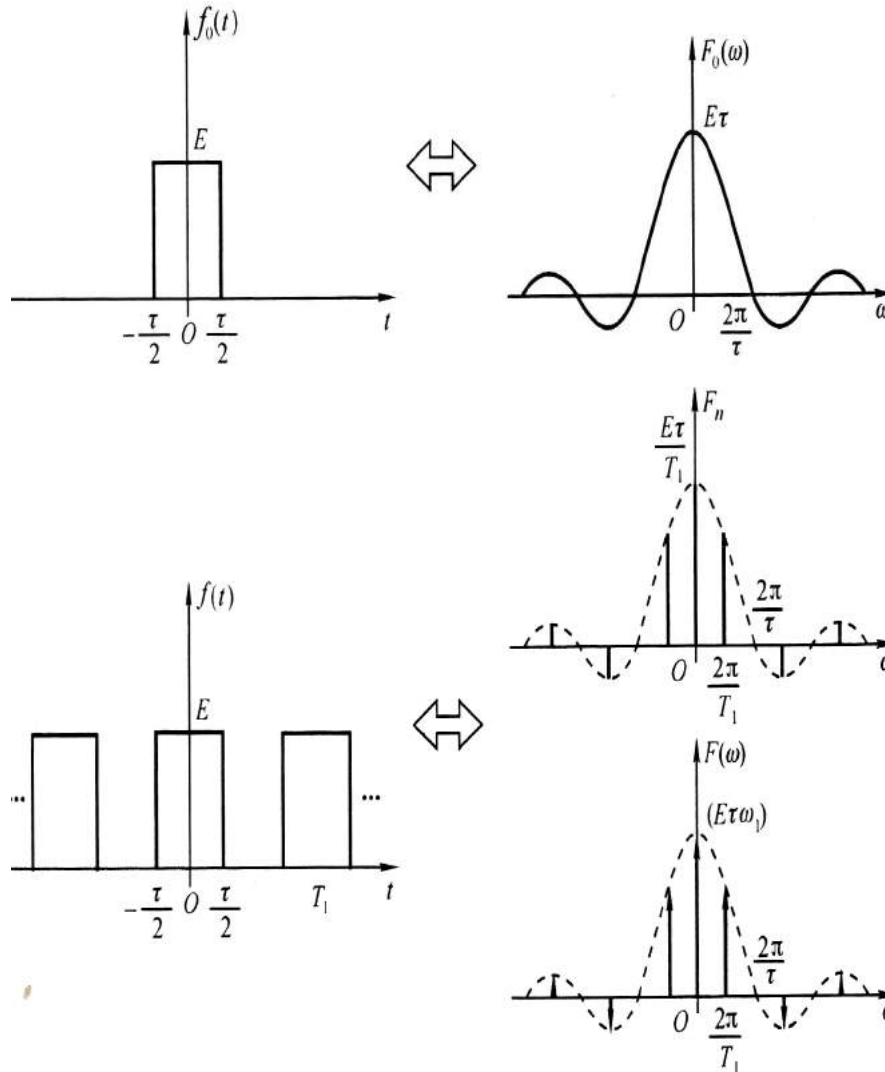 f₀(t)
E
-τ/2 O τ/2 t
F₀(ω)
Eτ
O 2π/τ ω
F_n
Eτ/T₁
2π/τ
O 2π/T₁
f(t)
E
... ...
-τ/2 O τ/2 T₁ t
F(ω)
(Eτω₁)
2π/τ
O 2π/T₁